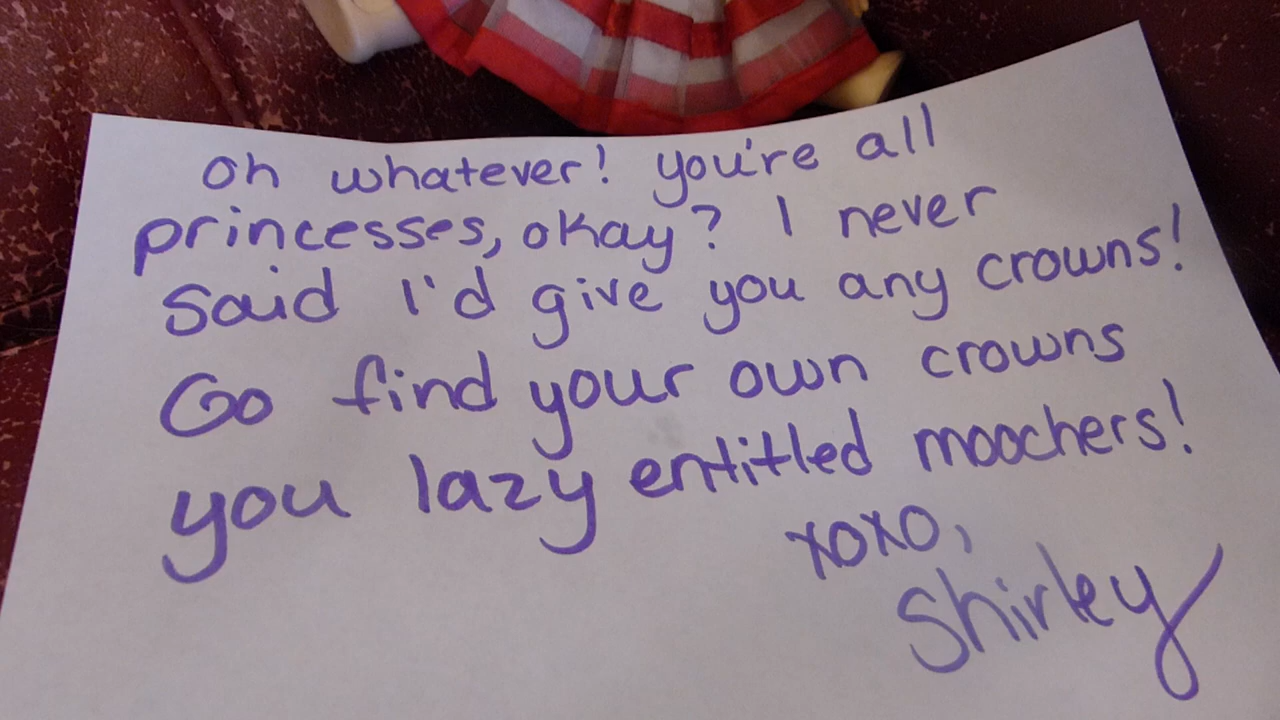 oh whatever! you're all
princesses, okay? I never
said I'd give you any crowns!
Go find your own crowns
you lazy entitled moochers!
xoxo,
Shirley